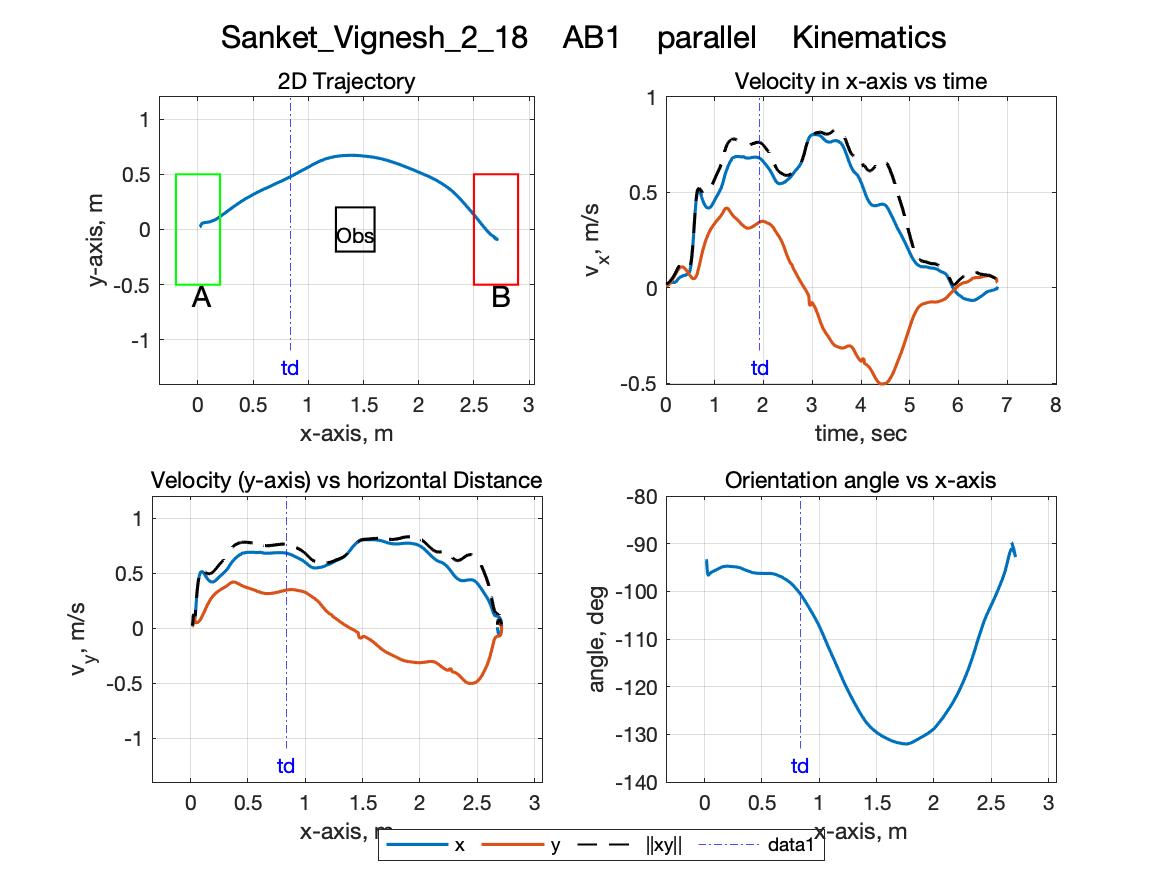 Sanket_Vignesh_2_18 AB1 parallel Kinematics
2D Trajectory
1
0.5
0
-0.5
-1
y-axis, m
A
Obs
B
td
0 0.5 1 1.5 2 2.5 3
x-axis, m
Velocity in x-axis vs time
1
0.5
0
-0.5
v_x, m/s
td
0 1 2 3 4 5 6 7 8
time, sec
Velocity (y-axis) vs horizontal Distance
1
0.5
0
-0.5
-1
v_y, m/s
td
0 0.5 1 1.5 2 2.5 3
x-axis, m
Orientation angle vs x-axis
-80
-90
-100
-110
-120
-130
-140
angle, deg
td
0 0.5 1 1.5 2 2.5 3
x-axis, m
x y ||xy|| data1